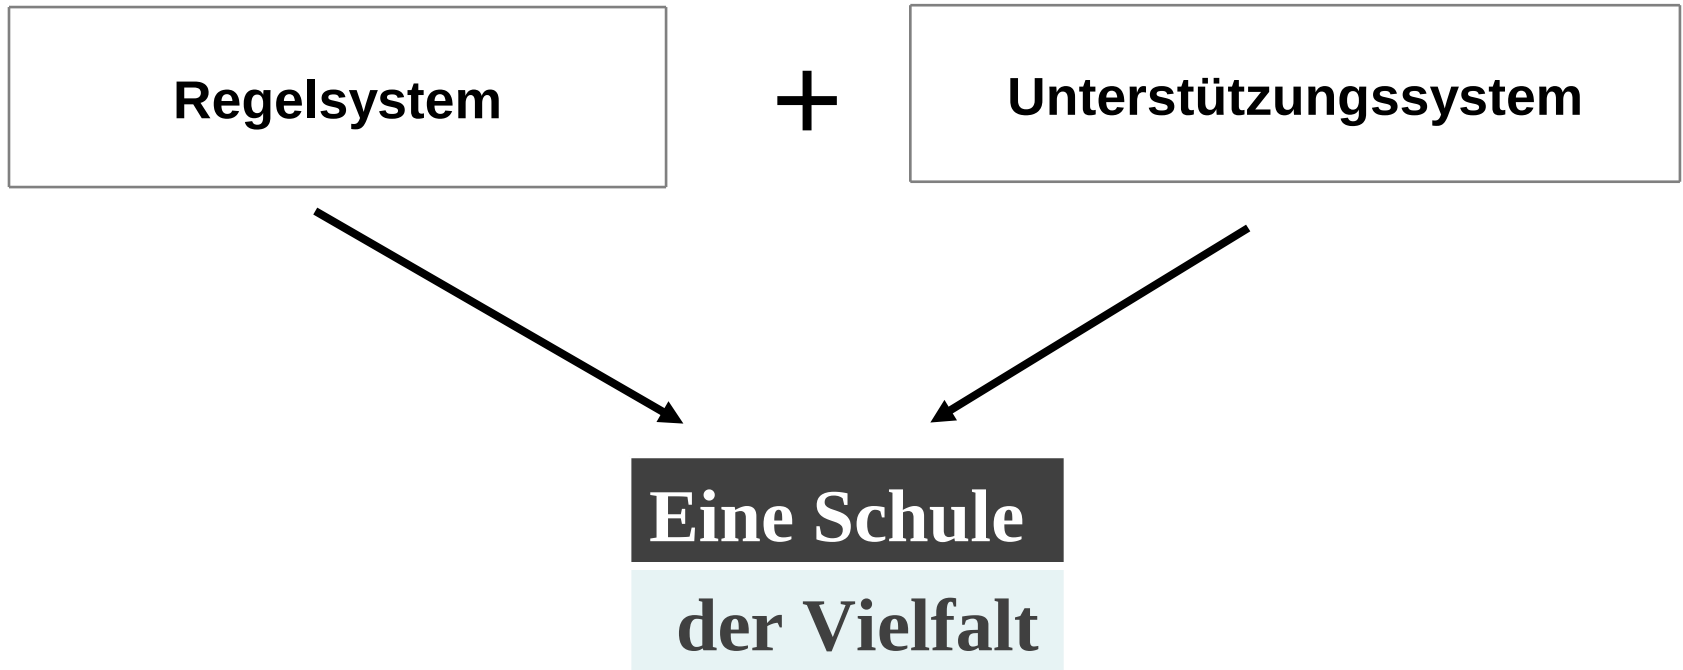 Regelsystem
+
Unterstützungssystem
Eine Schule
der Vielfalt